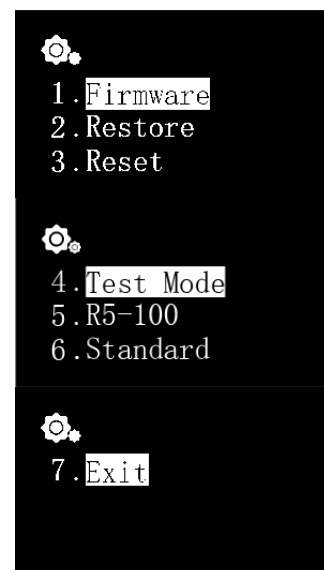 1.Firmware
2.Restore
3.Reset
4.Test Mode
5.R5-100
6.Standard
7.Exit